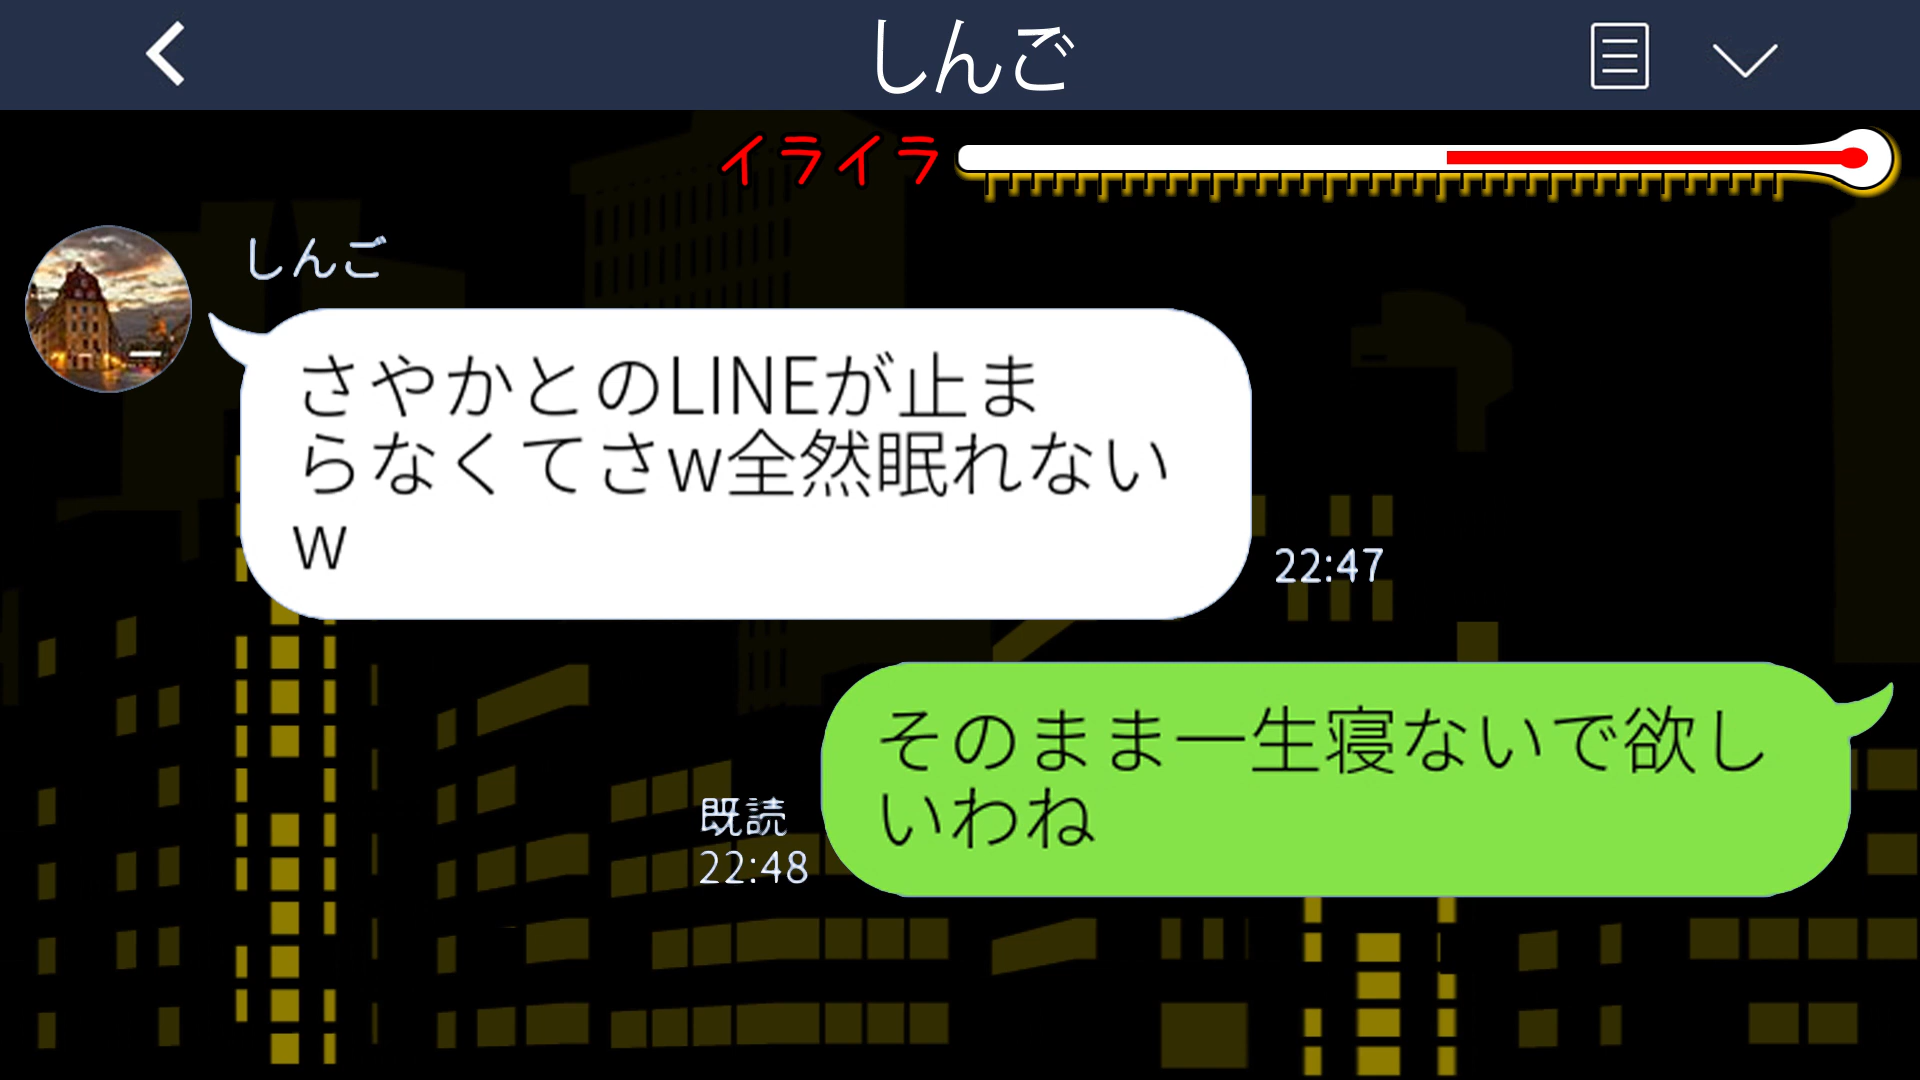 しんご
イライラ
しんご
さやかとのLINEが止ま
らなくてさw全然眠れない
w
22:47
そのまま一生寝ないで欲し
いわね
既読
22:48